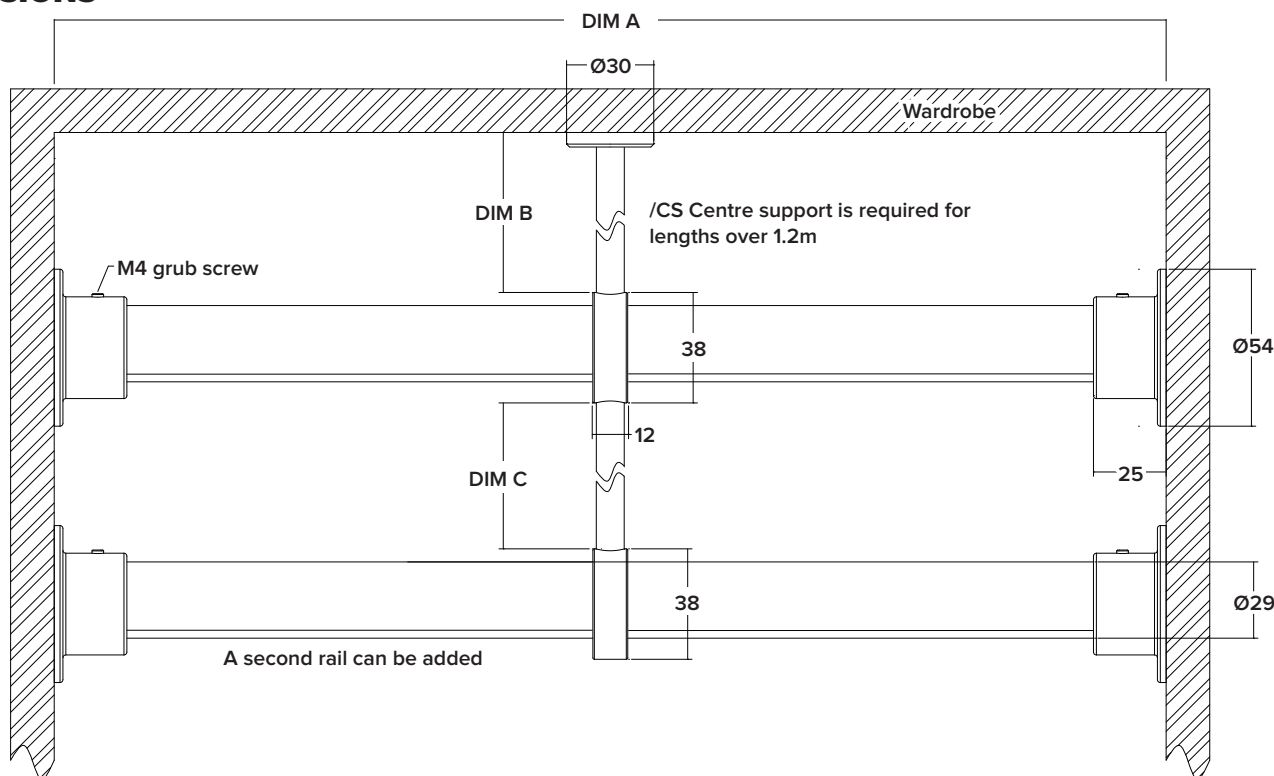 DIM A
Ø30
Wardrobe
DIM B
/CS Centre support is required for
lengths over 1.2m
M4 grub screw
38
Ø54
12
DIM C
25
38
Ø29
A second rail can be added